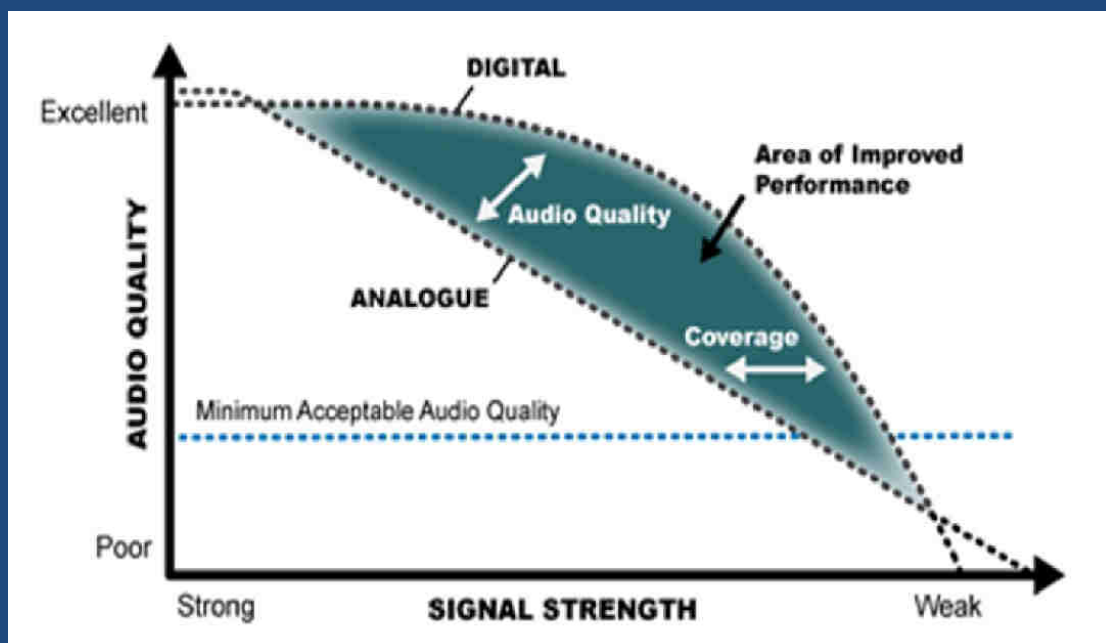 DIGITAL
Excellent
Area of Improved
Performance
Audio Quality
ANALOGUE
Coverage
AUDIO QUALITY
Minimum Acceptable Audio Quality
Poor
Strong
SIGNAL STRENGTH
Weak